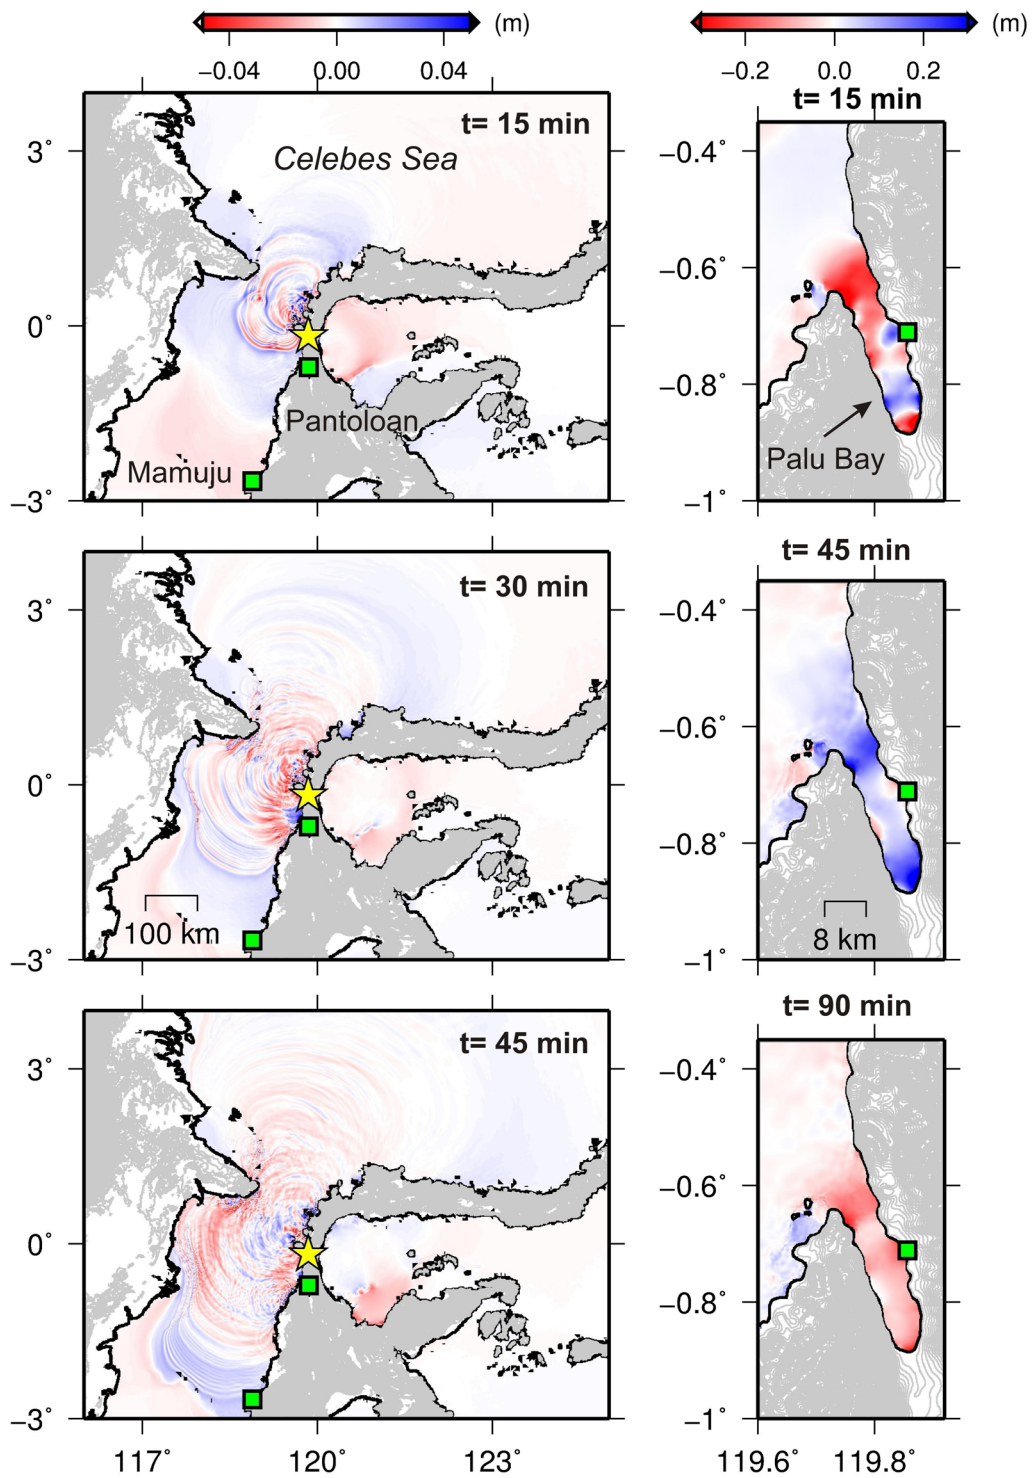 (m) (m)
−0.04 0.00 0.04 −0.2 0.0 0.2
t= 15 min
t= 15 min
Celebes Sea
3˚
0˚
−3˚
Pantoloan
Mamuju
−0.4˚
−0.6˚
−0.8˚
−1˚
Palu Bay
t= 30 min
3˚
0˚
−3˚
100 km
t= 45 min
−0.4˚
−0.6˚
−0.8˚
−1˚
8 km
t= 45 min
3˚
0˚
−3˚
117˚ 120˚ 123˚
t= 90 min
−0.4˚
−0.6˚
−0.8˚
−1˚
119.6˚ 119.8˚